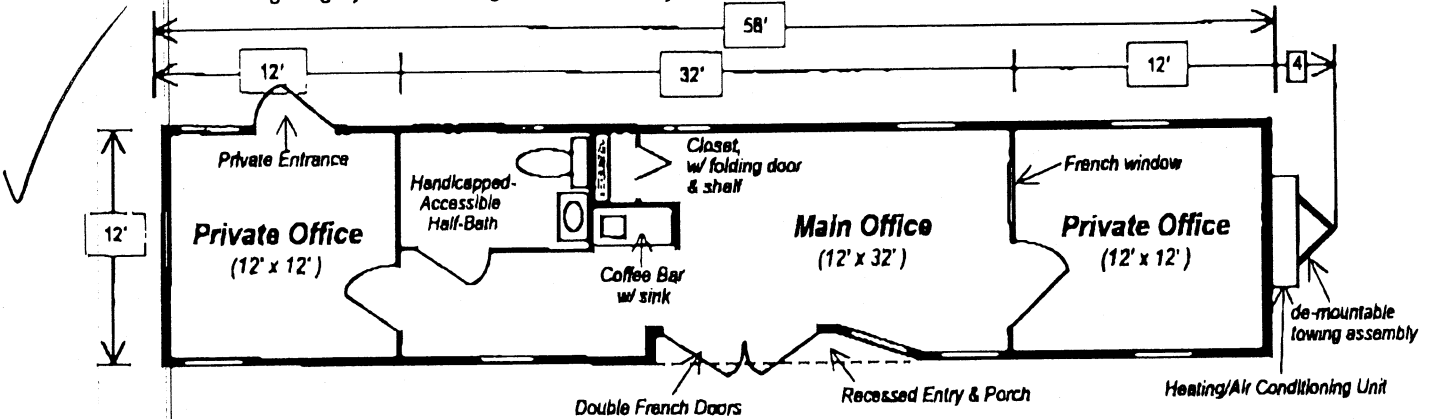 58'
12'
32'
12'
4
Private Entrance
Closet,
w/ folding door
& shelf
French window
Handicapped-
Accessible
Half-Bath
12'
Private Office
(12' x 12')
Main Office
(12' x 32')
Private Office
(12' x 12')
Coffee Bar
w/ sink
de-mountable
towing assembly
Double French Doors
Recessed Entry & Porch
Heating/Air Conditioning Unit